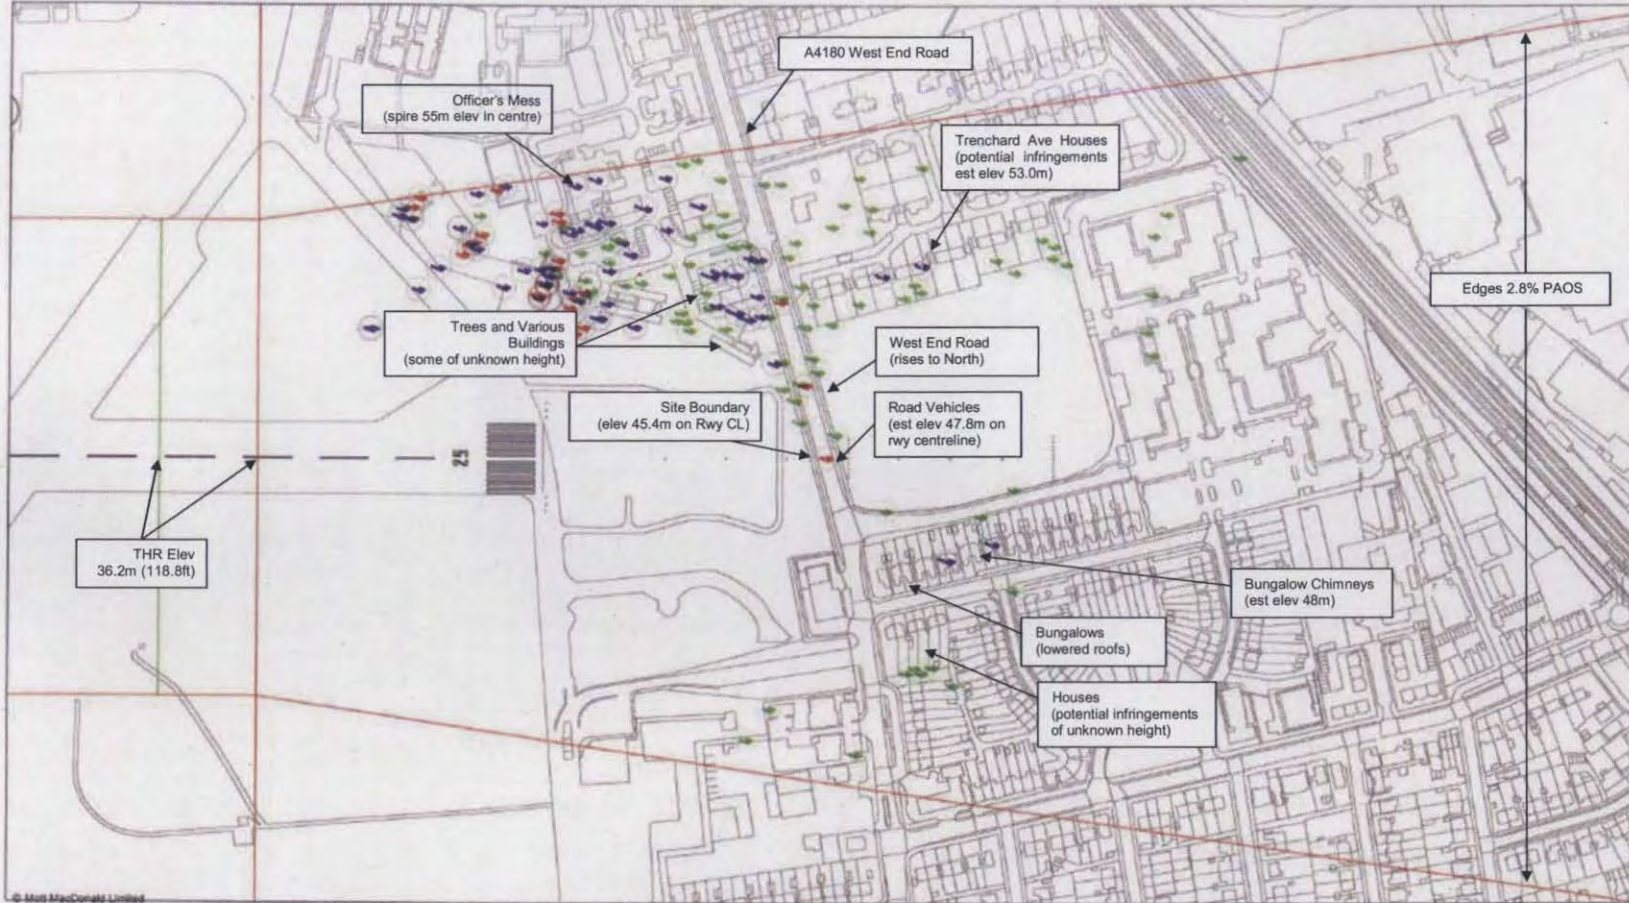 A4180 West End Road
Officer's Mess
(spire 55m elev in centre)
Trenchard Ave Houses
(potential infringements
est elev 53.0m)
Edges 2.8% PAOS
Trees and Various
Buildings
(some of unknown height)
West End Road
(rises to North)
Site Boundary
(elev 45.4m on Rwy CL)
Road Vehicles
(est elev 47.8m on
rwy centreline)
25
THR Elev
36.2m (118.8ft)
Bungalow Chimneys
(est elev 48m)
Bungalows
(lowered roofs)
Houses
(potential infringements
of unknown height)
© Mott MacDonald Limited